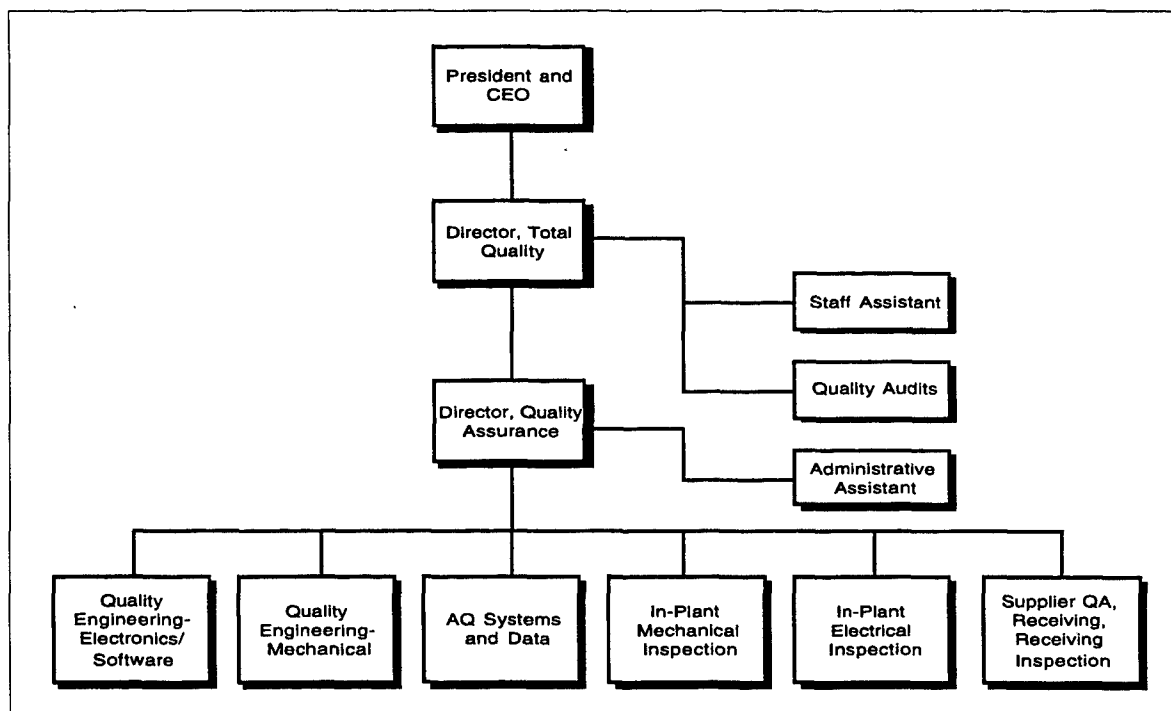 President and
CEO
Director, Total
Quality
Staff Assistant
Quality Audits
Director, Quality
Assurance
Administrative
Assistant
Quality
Engineering-
Electronics/
Software
Quality
Engineering-
Mechanical
AQ Systems
and Data
In-Plant
Mechanical
Inspection
In-Plant
Electrical
Inspection
Supplier QA,
Receiving,
Receiving
Inspection